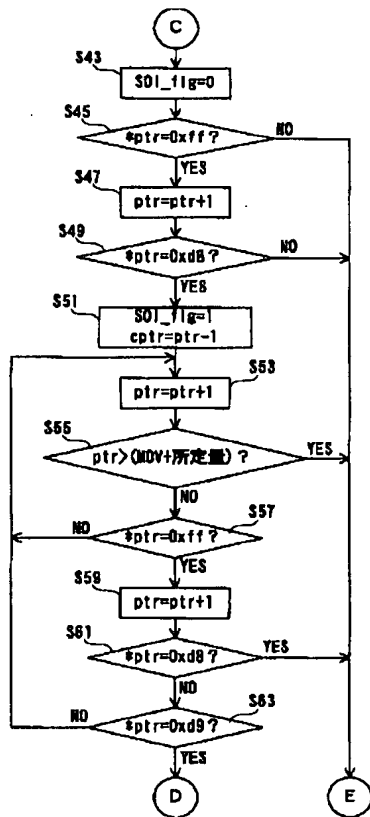 C
S43
SOI_flg=0
S45
*ptr=0xff?
NO
YES
S47
ptr=ptr+1
S49
*ptr=0xd8?
NO
YES
S51
SOI_flg=1
cptr=ptr-1
S53
ptr=ptr+1
S55
ptr>(MOV+所定量)?
YES
NO
S57
*ptr=0xff?
NO
YES
S59
ptr=ptr+1
S61
*ptr=0xd8?
YES
NO
S63
*ptr=0xd9?
NO
YES
D
E